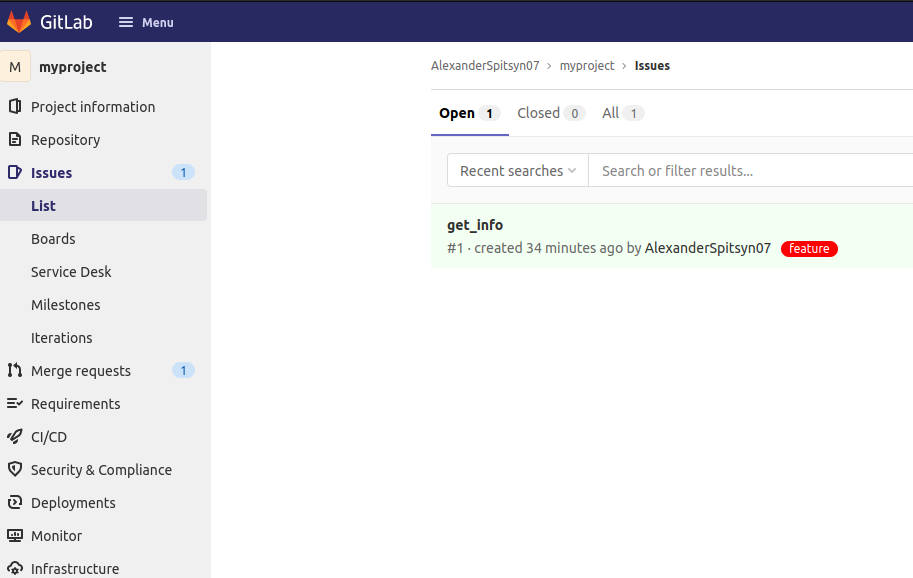 GitLab Menu
M myproject
Project information
Repository
Issues 1
List
Boards
Service Desk
Milestones
Iterations
Merge requests 1
Requirements
CI/CD
Security & Compliance
Deployments
Monitor
Infrastructure
AlexanderSpitsyn07 › myproject › Issues
Open 1 Closed 0 All 1
Recent searches Search or filter results...
get_info
#1 · created 34 minutes ago by AlexanderSpitsyn07 feature